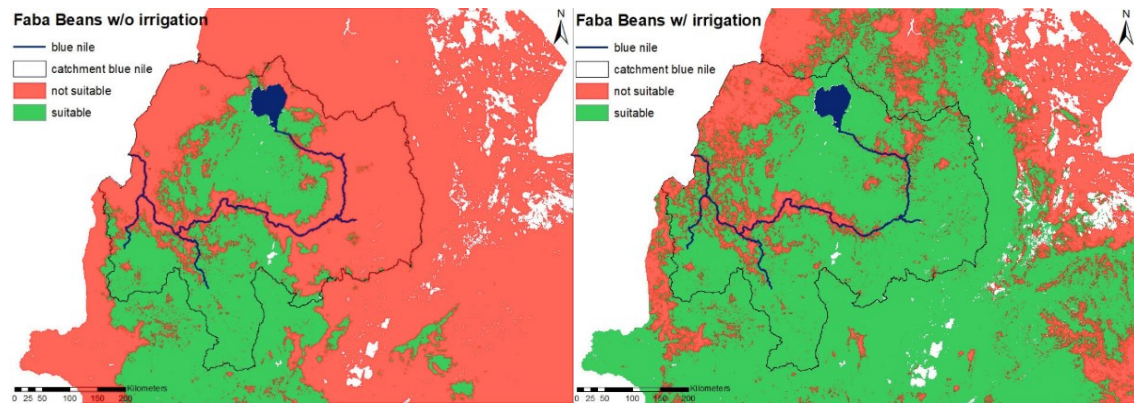 Faba Beans w/o irrigation
N
blue nile
catchment blue nile
not suitable
suitable
Kilometers
0 25 50 100 150 200
Faba Beans w/ irrigation
N
blue nile
catchment blue nile
not suitable
suitable
Kilometers
0 25 50 100 150 200